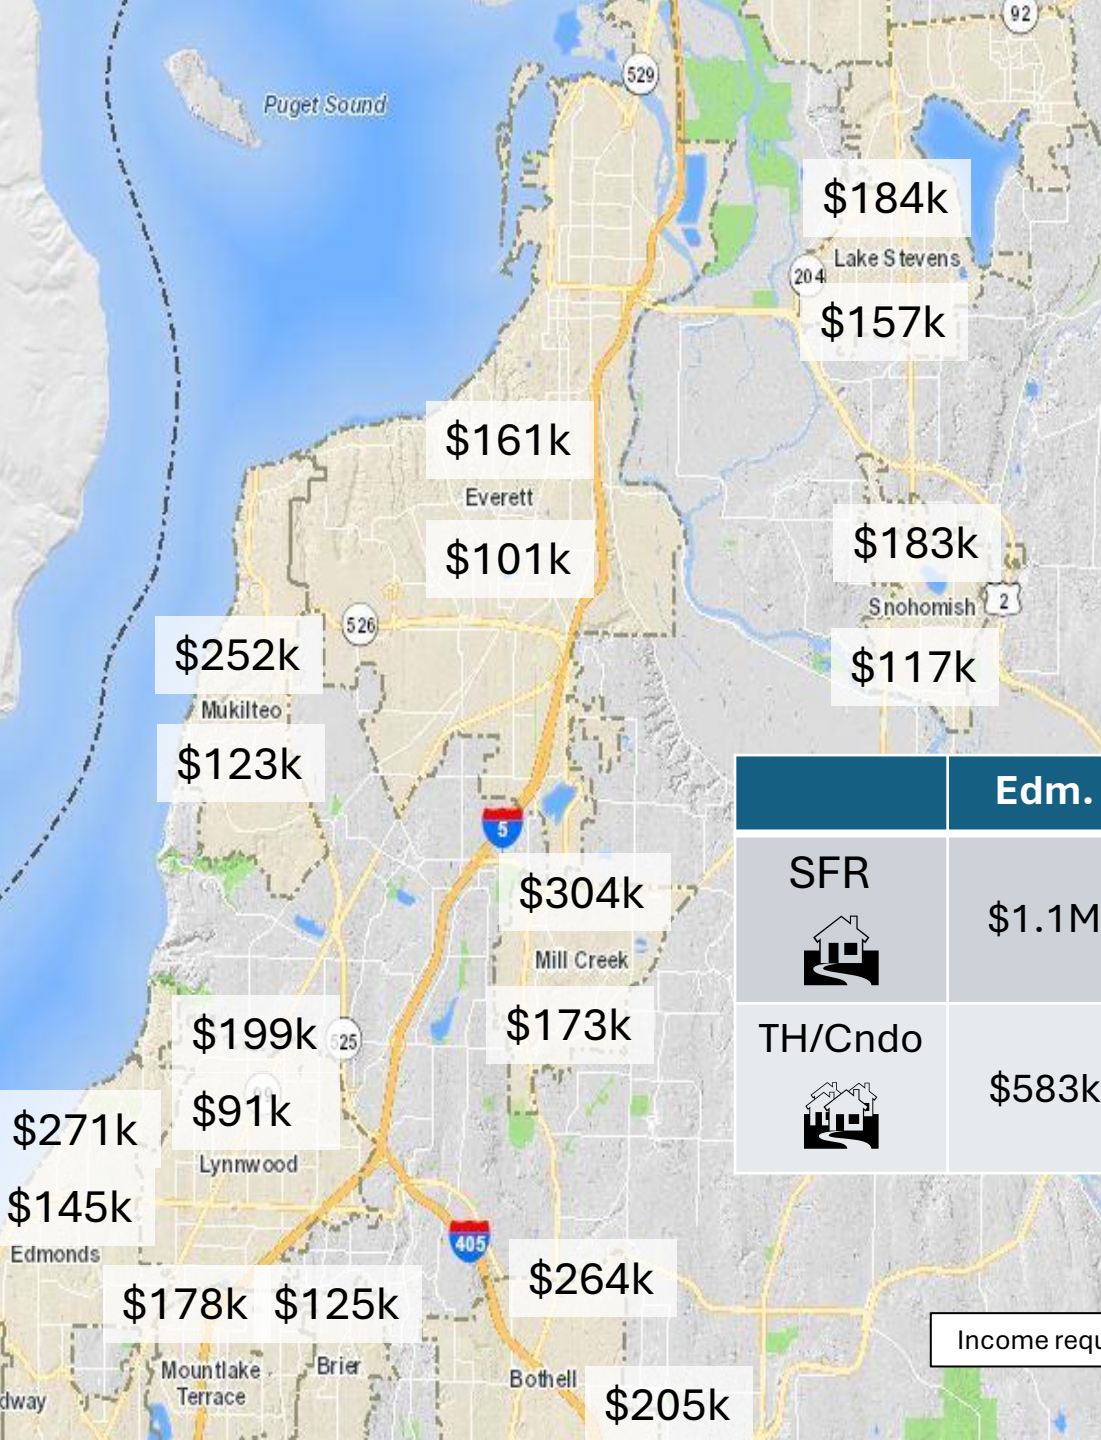 92
529
Puget Sound
$184k
Lake Stevens
204
$157k
$161k
Everett
$101k
$183k
Snohomish
2
$117k
526
$252k
Mukilteo
$123k
5
Edm.
SFR
$1.1M
$304k
Mill Creek
$173k
TH/Cndo
$583k
$199k
525
$91k
99
Lynnwood
$271k
$145k
Edmonds
405
$264k
$178k $125k
Income requ
Mountlake
Terrace
Brier
Bothell
dway
$205k